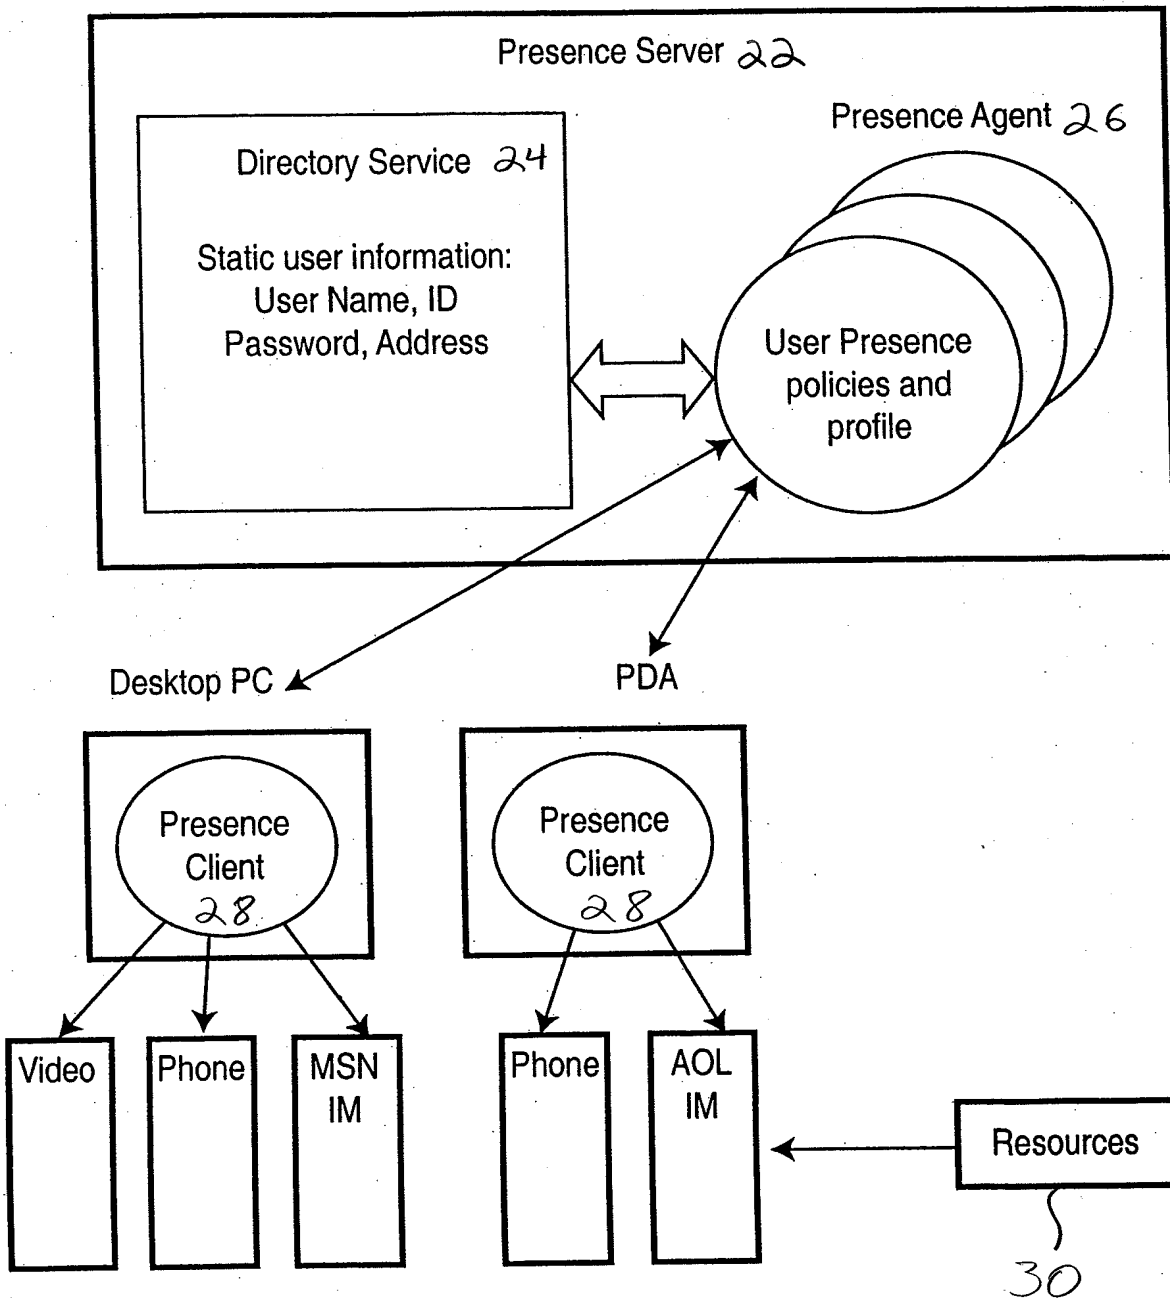 Presence Server 22
Presence Agent 26
Directory Service 24
Static user information:
User Name, ID
Password, Address
User Presence
policies and
profile
Desktop PC
PDA
Presence
Client
28
Presence
Client
28
Video
Phone
MSN
IM
Phone
AOL
IM
Resources
30